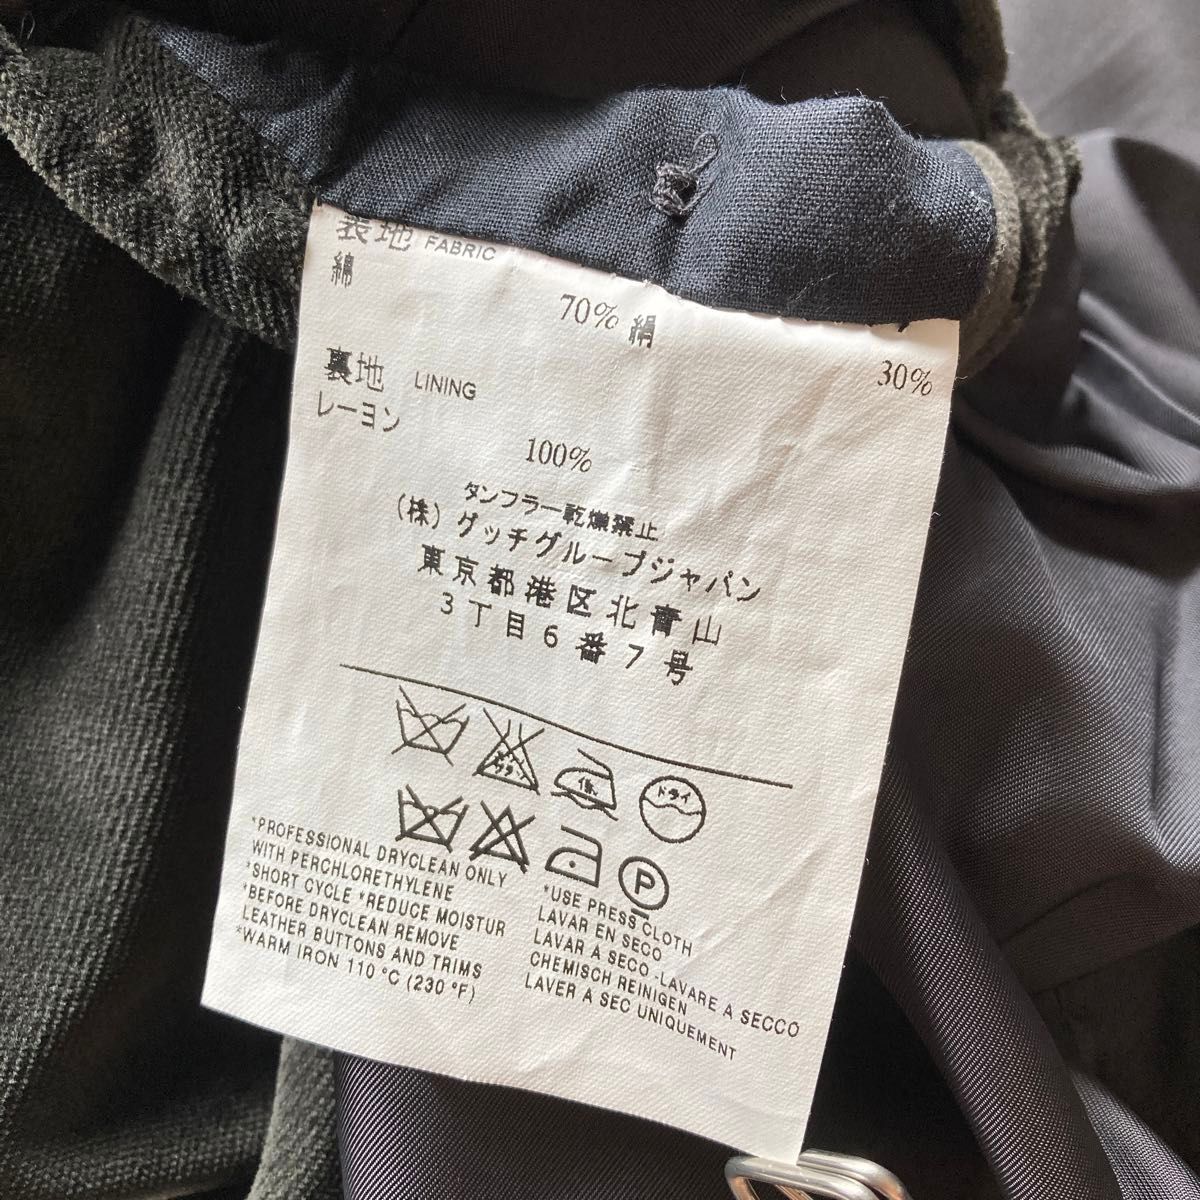 表地 FABRIC
綿 70% 絹 30%
裏地 LINING
レーヨン 100%
タンブラー乾燥禁止
(株) グッチグループジャパン
東京都港区北青山
3丁目6番7号
ドライ
P
*PROFESSIONAL DRYCLEAN ONLY
WITH PERCHLORETHYLENE
*SHORT CYCLE *REDUCE MOISTUR
*BEFORE DRYCLEAN REMOVE
LEATHER BUTTONS AND TRIMS
*WARM IRON 110 °C (230 °F)
*USE PRESS CLOTH
LAVAR EN SECO
LAVAR A SECO -LAVARE A SECCO
CHEMISCH REINIGEN
LAVER A SEC UNIQUEMENT